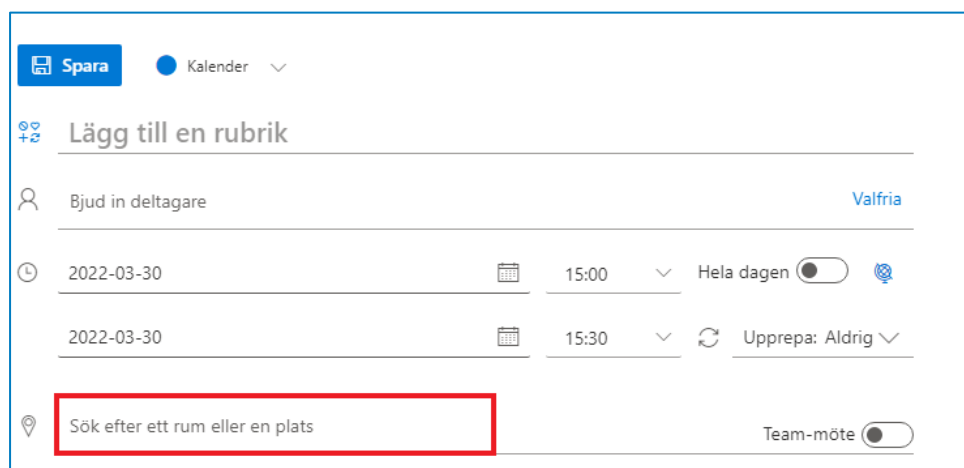 Spara Kalender
Lägg till en rubrik
Bjud in deltagare Valfria
2022-03-30 15:00 Hela dagen
2022-03-30 15:30 Upprepa: Aldrig
Sök efter ett rum eller en plats Team-möte